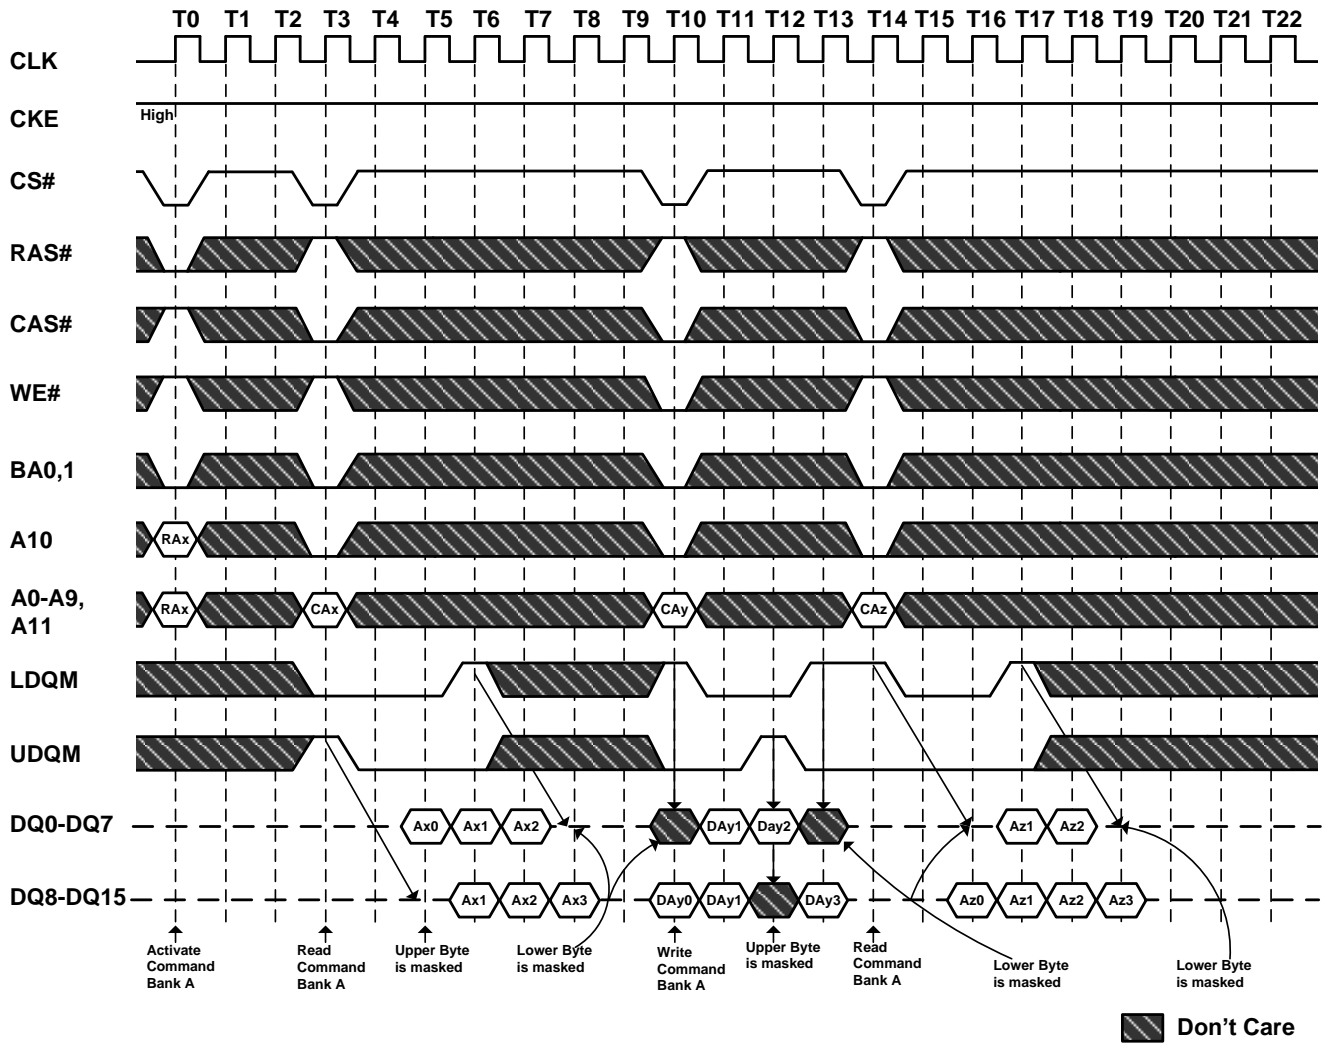 T0 T1 T2 T3 T4 T5 T6 T7 T8 T9 T10 T11 T12 T13 T14 T15 T16 T17 T18 T19 T20 T21 T22
CLK
CKE High
CS#
RAS#
CAS#
WE#
BA0,1
A10 RAx
A0-A9,
A11 RAx CAx CAy CAz
LDQM
UDQM
DQ0-DQ7 Ax0 Ax1 Ax2 DAy1 Day2 Az1 Az2
DQ8-DQ15 Ax1 Ax2 Ax3 DAy0 DAy1 DAy3 Az0 Az1 Az2 Az3
Activate
Command
Bank A
Read
Command
Bank A
Upper Byte
is masked
Lower Byte
is masked
Write
Command
Bank A
Upper Byte
is masked
Read
Command
Bank A
Lower Byte
is masked
Lower Byte
is masked
Don't Care